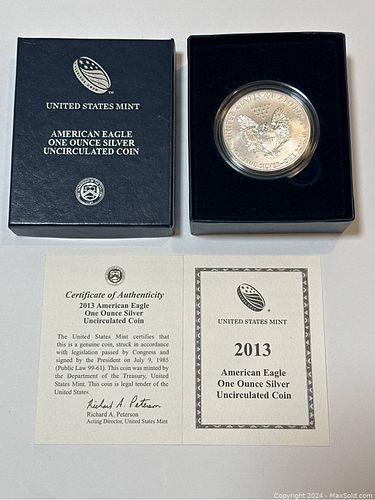 UNITED STATES MINT
AMERICAN EAGLE
ONE OUNCE SILVER
UNCIRCULATED COIN
Certificate of Authenticity
2013 American Eagle
One Ounce Silver
Uncirculated Coin
The United States Mint certifies that
this is a genuine coin, struck in accordance
with legislation passed by Congress and
signed by the President on July 9, 1985
(Public Law 99-61). This coin was minted by
the Department of the Treasury, United
States Mint. This coin is legal tender of the
United States.
Richard A. Peterson
Richard A. Peterson
Acting Director, United States Mint
UNITED STATES MINT
2013
American Eagle
One Ounce Silver
Uncirculated Coin
Copyright 2024 - MaxSold.com